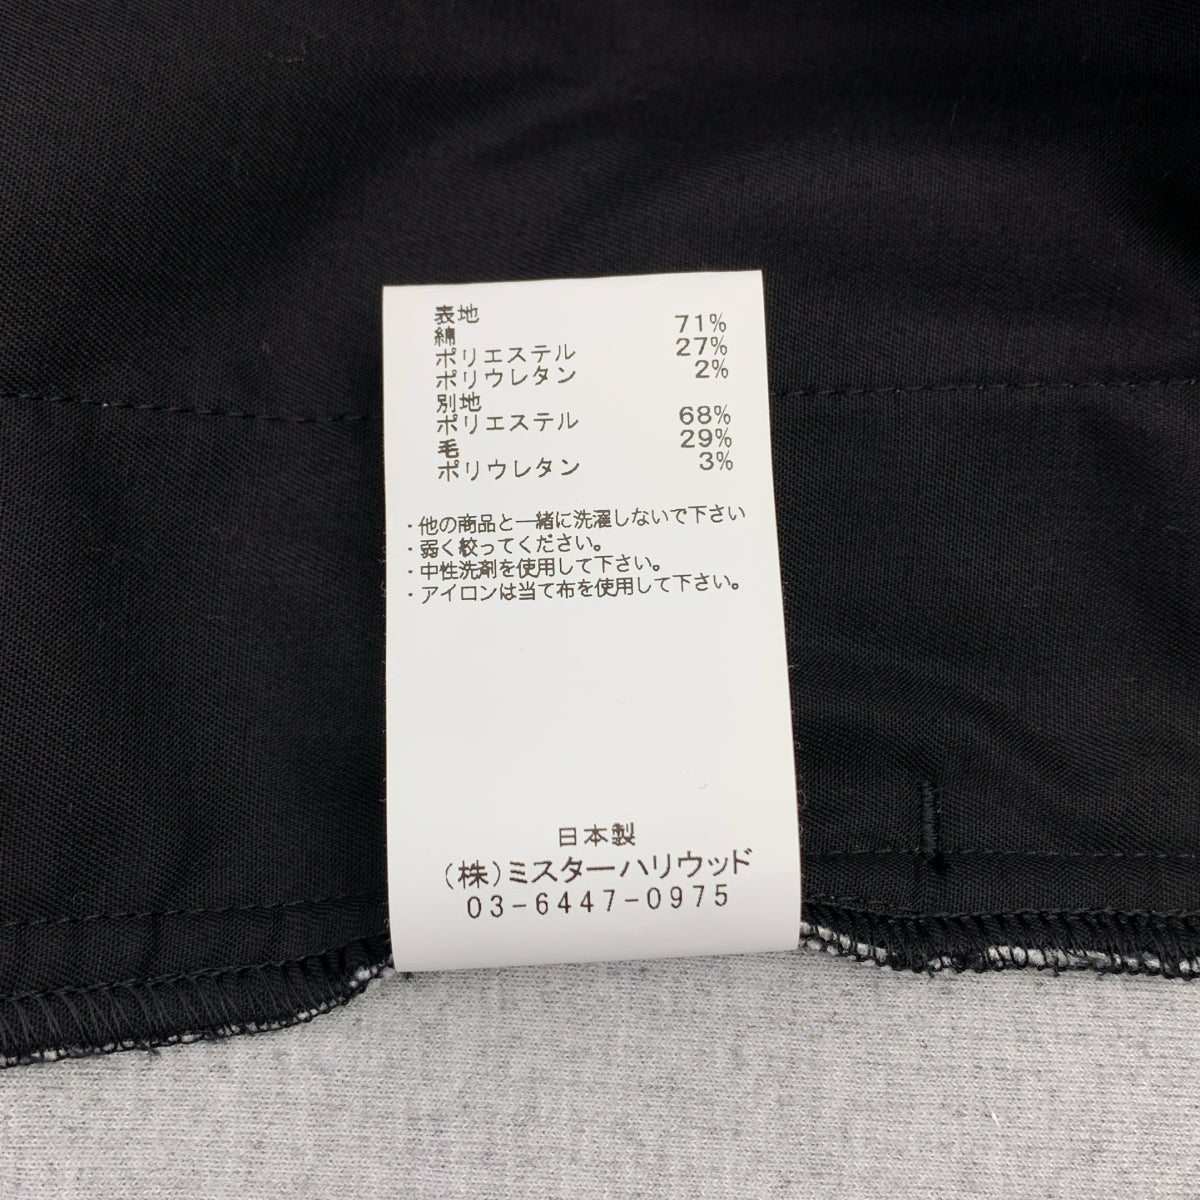 表地
綿 71%
ポリエステル 27%
ポリウレタン 2%
別地
ポリエステル 68%
毛 29%
ポリウレタン 3%
・他の商品と一緒に洗濯しないで下さい
・弱く絞ってください。
・中性洗剤を使用して下さい。
・アイロンは当て布を使用して下さい。
日本製
(株)ミスターハリウッド
03-6447-0975